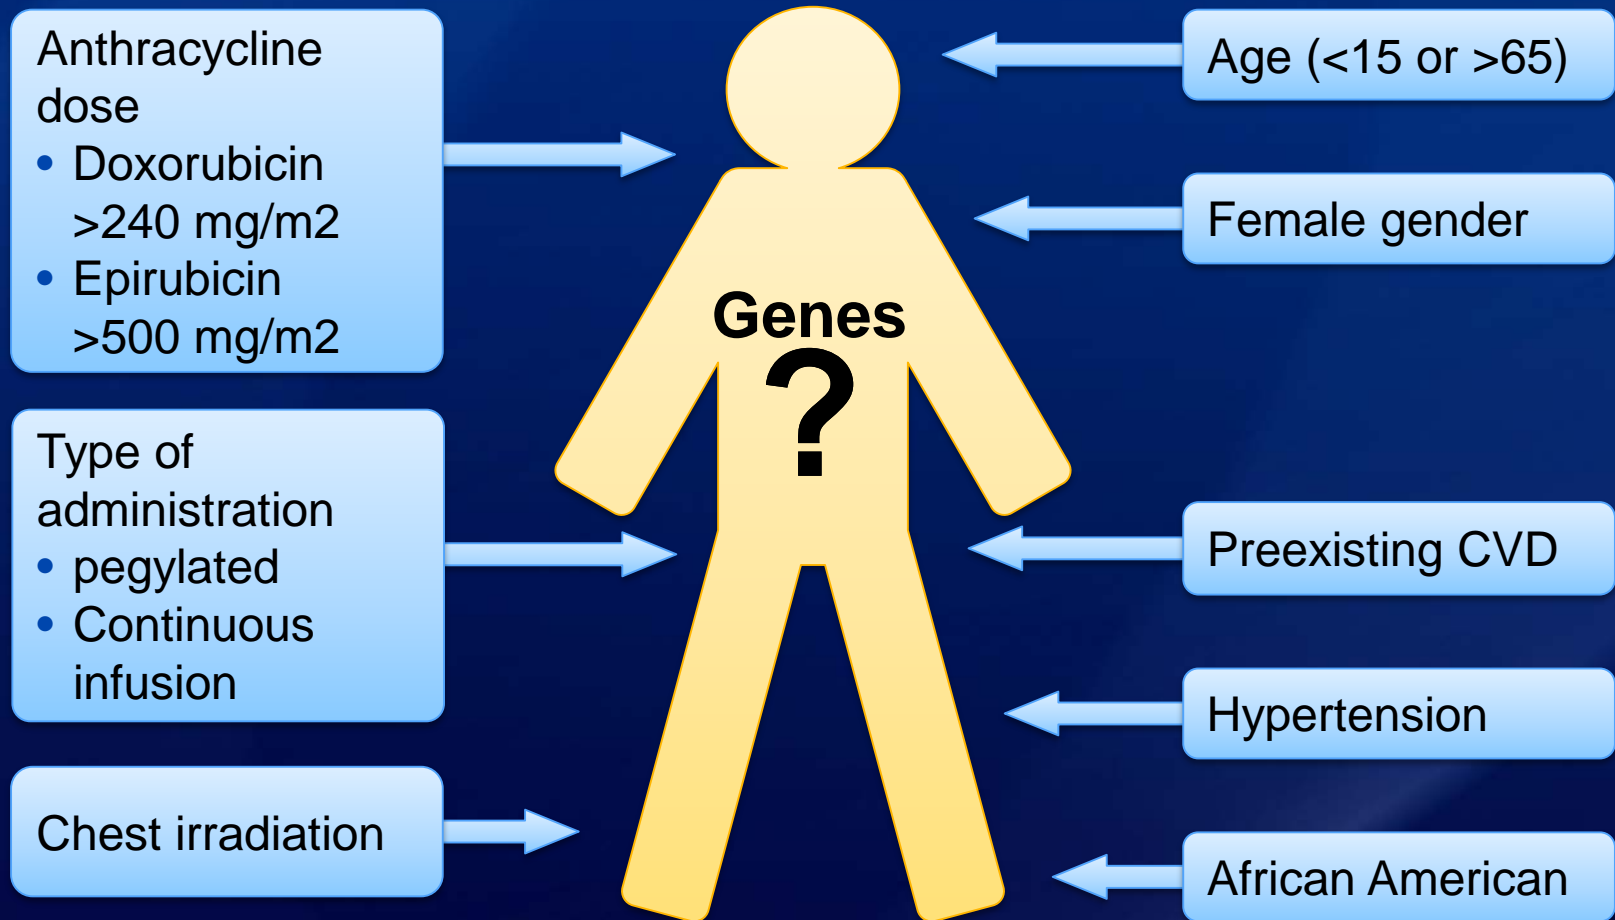 Anthracycline
dose
• Doxorubicin
>240 mg/m2
• Epirubicin
>500 mg/m2
Type of
administration
• pegylated
• Continuous
infusion
Chest irradiation
Genes
?
Age (<15 or >65)
Female gender
Preexisting CVD
Hypertension
African American